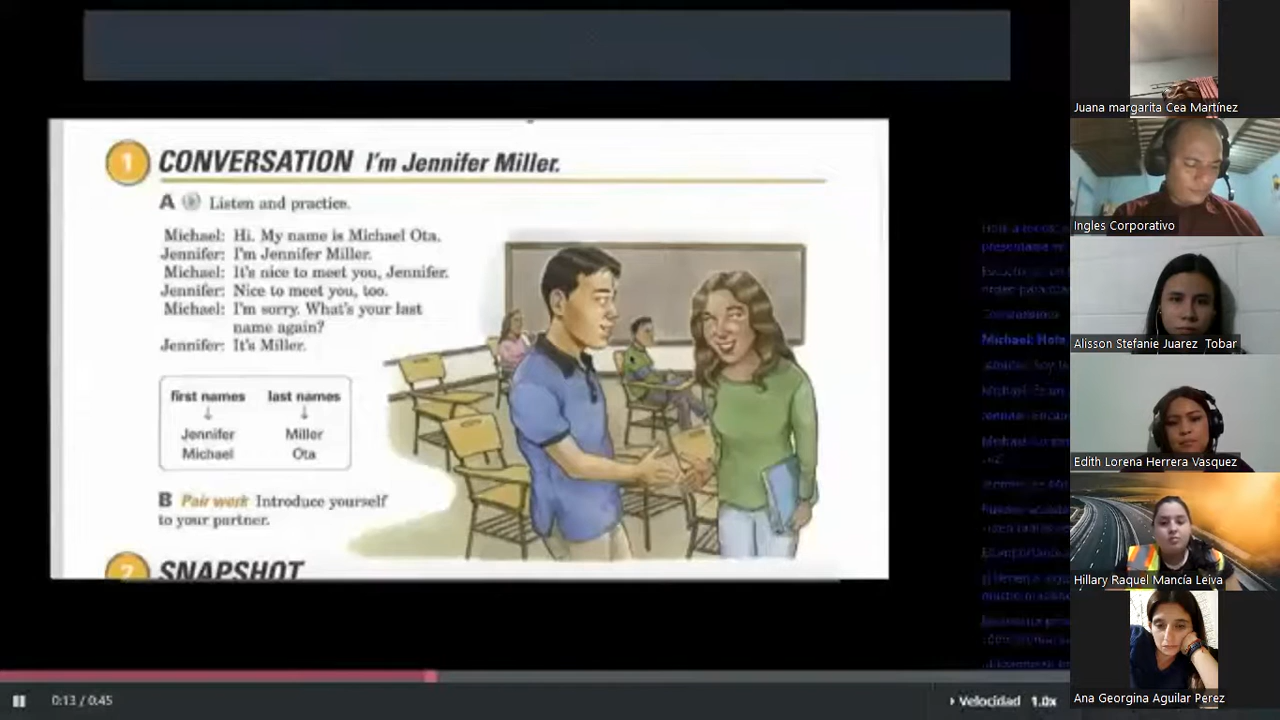 1 CONVERSATION I'm Jennifer Miller.
A Listen and practice.
Michael: Hi. My name is Michael Ota.
Jennifer: I'm Jennifer Miller.
Michael: It's nice to meet you, Jennifer.
Jennifer: Nice to meet you, too.
Michael: I'm sorry. What's your last
name again?
Jennifer: It's Miller.
first names last names
↓ ↓
Jennifer Miller
Michael Ota
B Pair work Introduce yourself
to your partner.
2 SNAPSHOT
Michael: Hola
0:13 / 0:45
Velocidad 1.0x
Juana margarita Cea Martínez
Ingles Corporativo
Alisson Stefanie Juarez Tobar
Edith Lorena Herrera Vasquez
Hillary Raquel Mancía Leiva
Ana Georgina Aguilar Perez